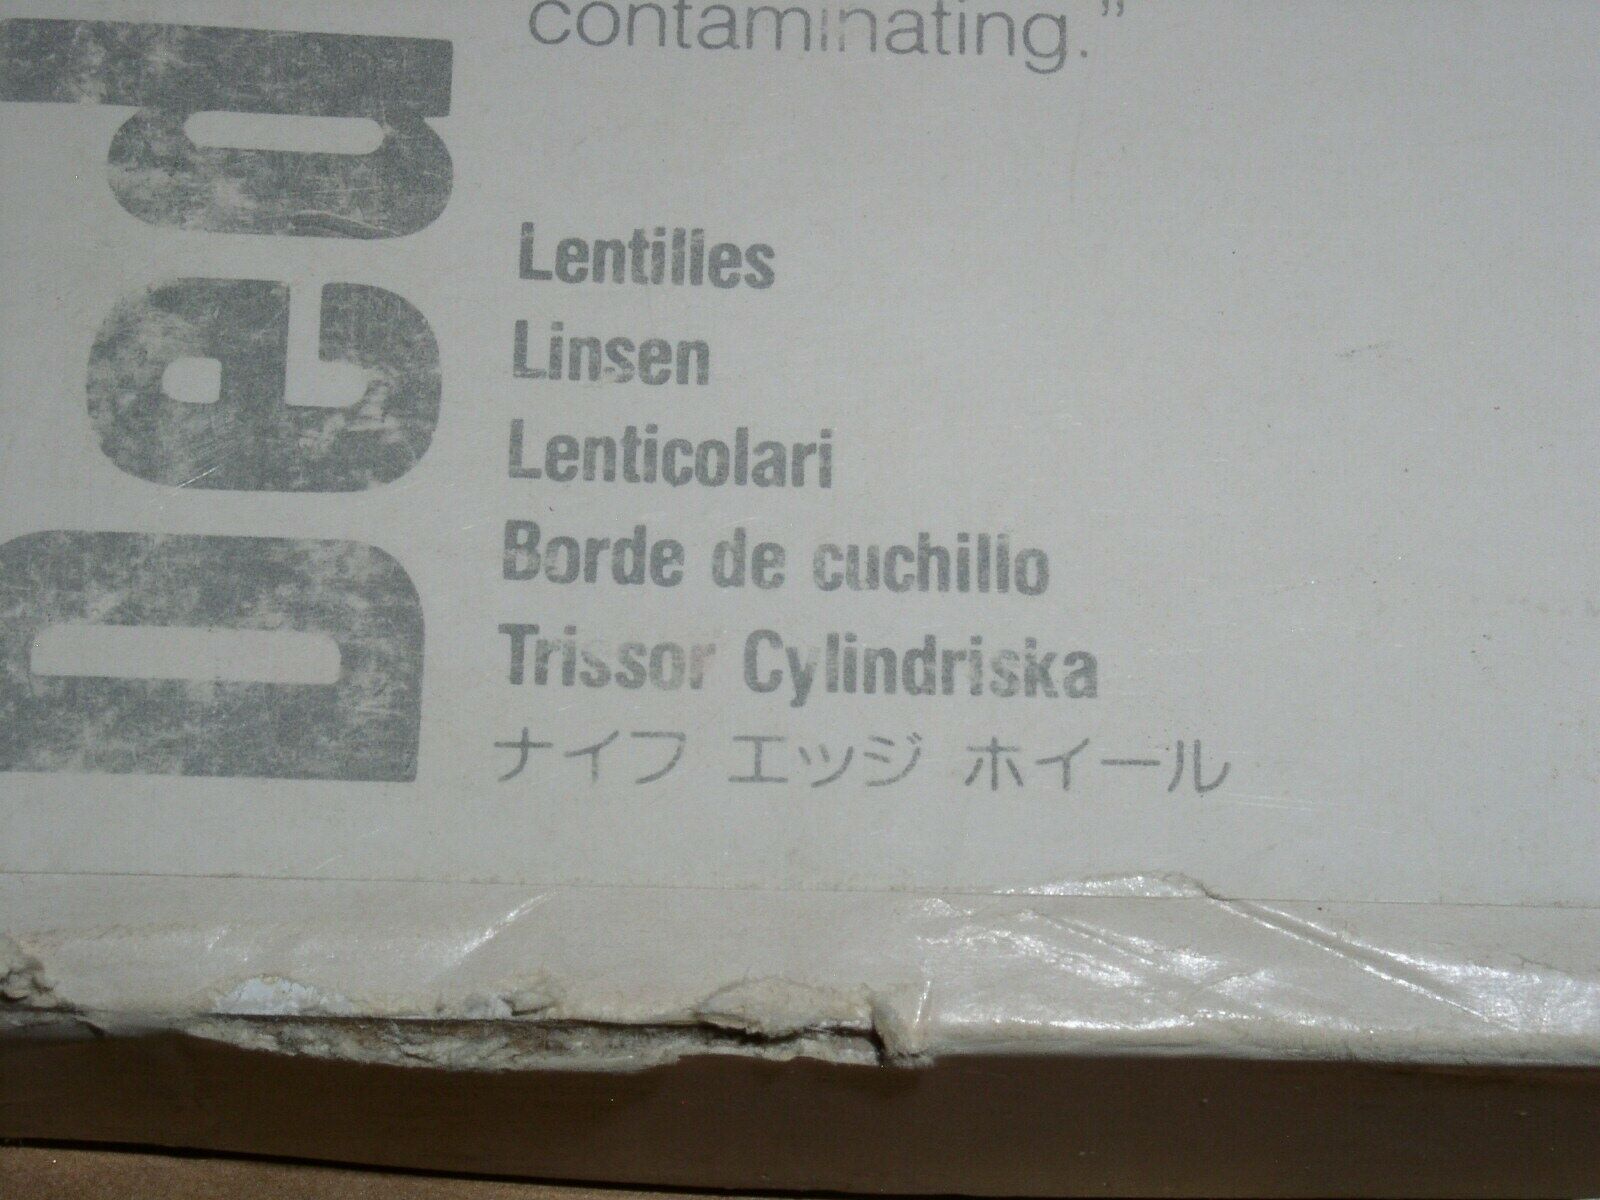 contaminating.”
Ded
Lentilles
Linsen
Lenticolari
Borde de cuchillo
Trissor Cylindriska
ナイフ エッジ ホイール